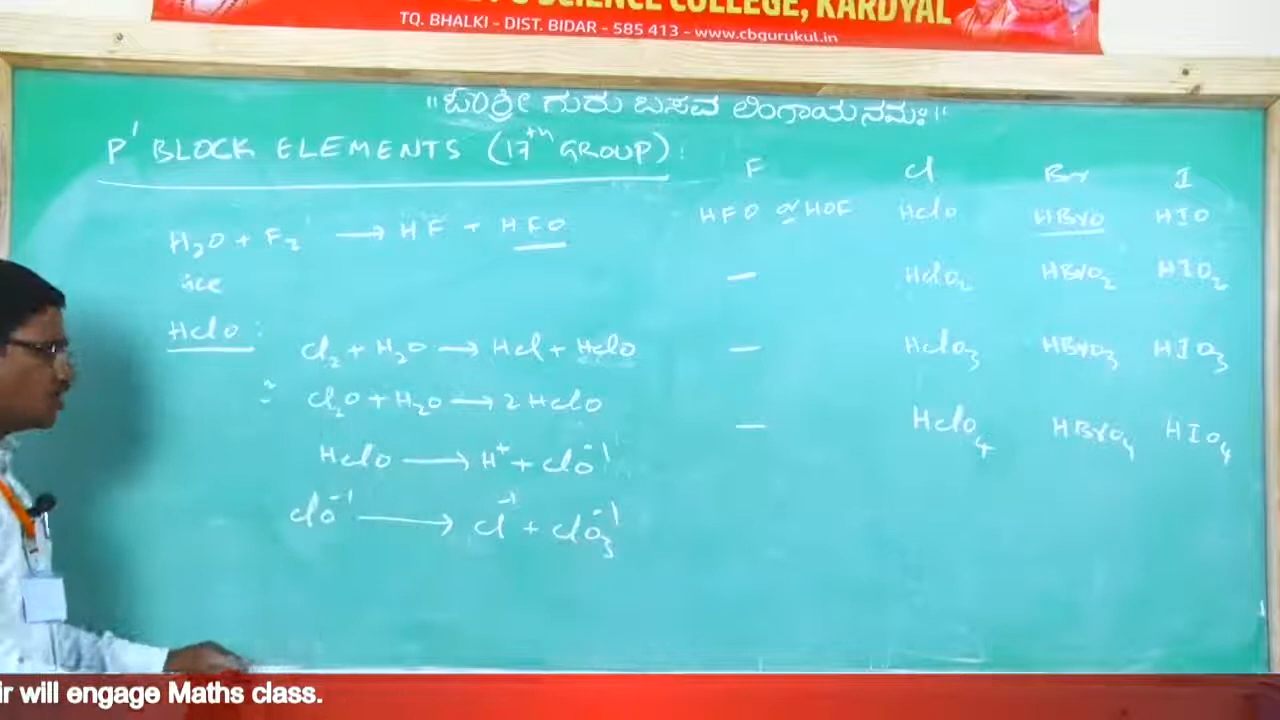 SCIENCE COLLEGE, KARDYAL
TQ. BHALKI - DIST. BIDAR - 585 413 - www.cbgurukul.in
"ಓಂ ಶ್ರೀ ಗುರು ಬಸವ ಲಿಂಗಾಯ ನಮಃ"
P' BLOCK ELEMENTS (17th GROUP):
H₂O + F₂ → HF + HFO
ice
HClO:
Cl₂ + H₂O → HCl + HClO
Cl₂O + H₂O → 2 HClO
HClO → H⁺ + ClO⁻¹
ClO⁻¹ → Cl⁻¹ + ClO₃⁻¹
F Cl Br I
HFO or HOF HClO HBrO HIO
— HClO₂ HBrO₂ HIO₂
— HClO₃ HBrO₃ HIO₃
— HClO₄ HBrO₄ HIO₄
ir will engage Maths class.